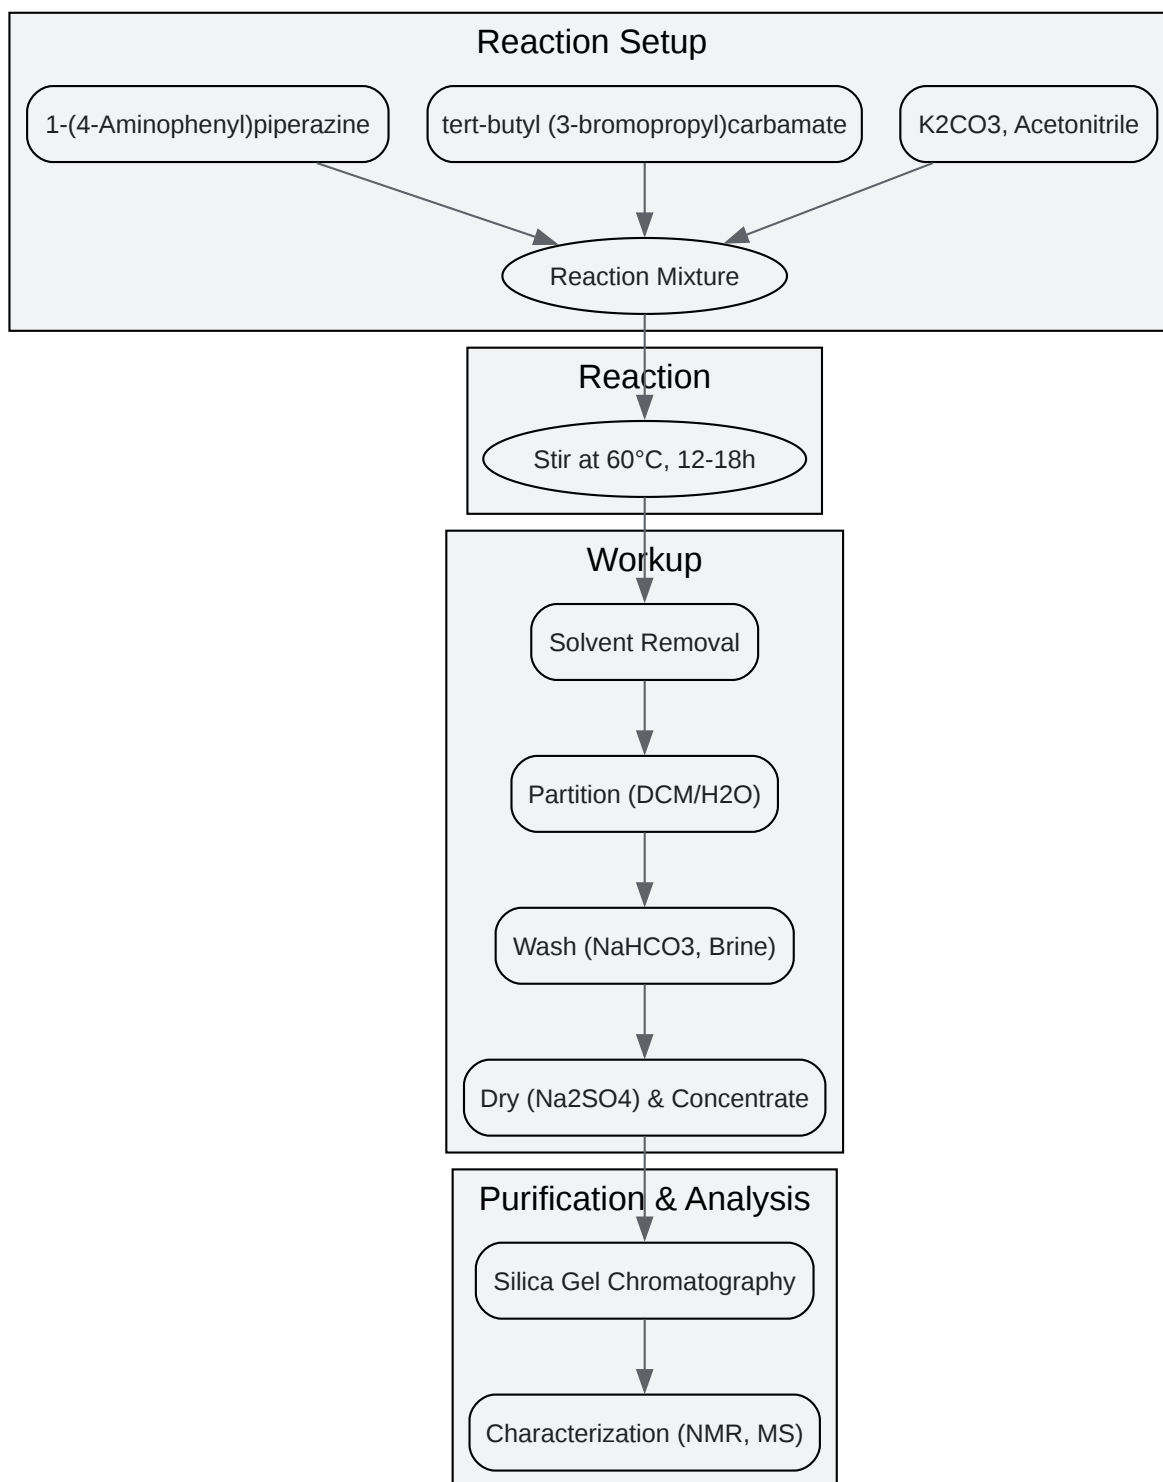 Reaction Setup
1-(4-Aminophenyl)piperazine
tert-butyl (3-bromopropyl)carbamate
K2CO3, Acetonitrile
Reaction Mixture
Reaction
Stir at 60°C, 12-18h
Workup
Solvent Removal
Partition (DCM/H2O)
Wash (NaHCO3, Brine)
Dry (Na2SO4) & Concentrate
Purification & Analysis
Silica Gel Chromatography
Characterization (NMR, MS)